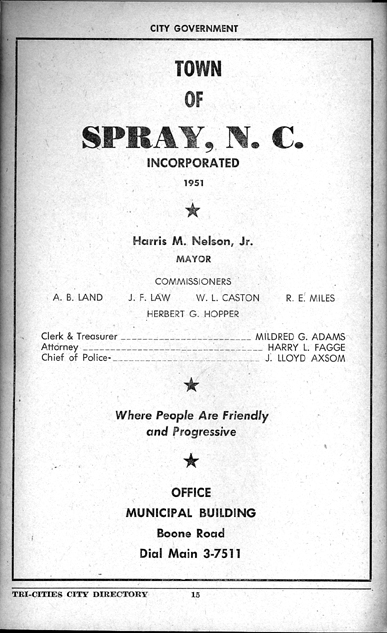 CITY GOVERNMENT
TOWN
OF
SPRAY, N. C.
INCORPORATED
1951
Harris M. Nelson, Jr.
MAYOR
COMMISSIONERS
A. B. LAND J. F. LAW W. L. CASTON R. E. MILES
HERBERT G. HOPPER
Clerk & Treasurer MILDRED G. ADAMS
Attorney HARRY L. FAGGE
Chief of Police J. LLOYD AXSOM
Where People Are Friendly
and Progressive
OFFICE
MUNICIPAL BUILDING
Boone Road
Dial Main 3-7511
TRI-CITIES CITY DIRECTORY 15